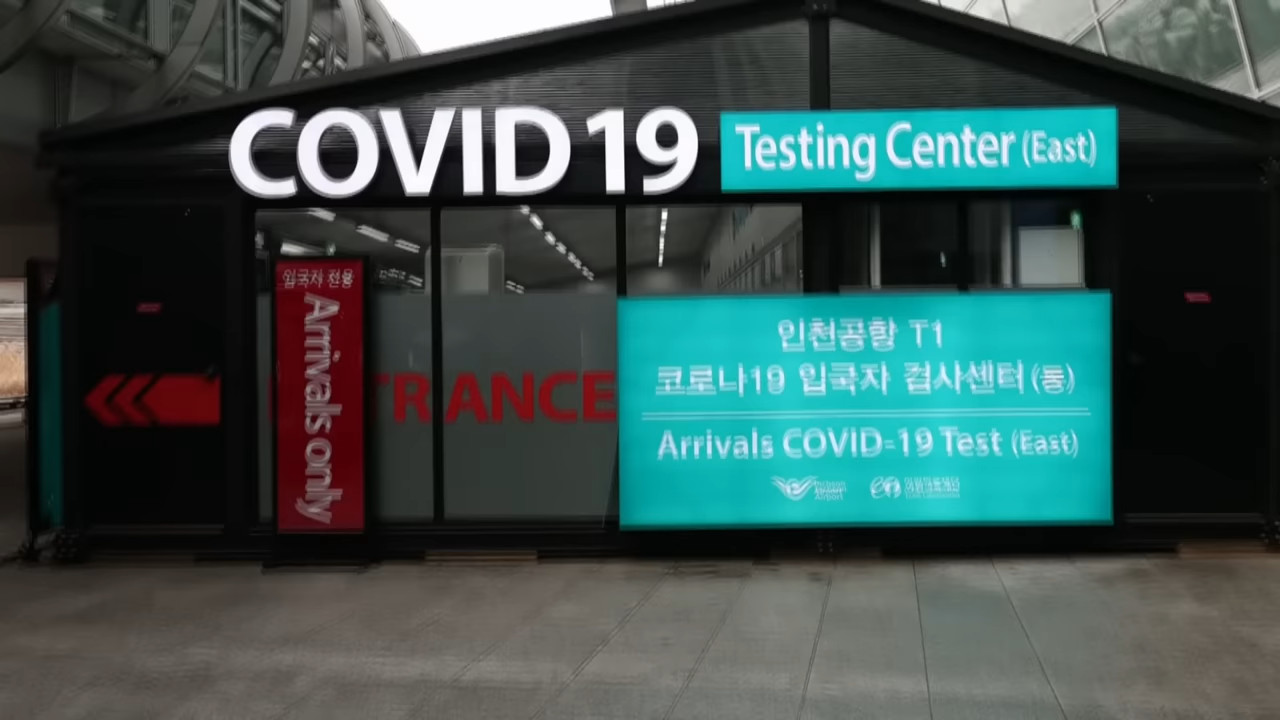 COVID 19 Testing Center (East)
입국자 전용
Arrivals only
TRANCE
인천공항 T1
코로나19 입국자 검사센터 (동)
Arrivals COVID-19 Test (East)
Airport